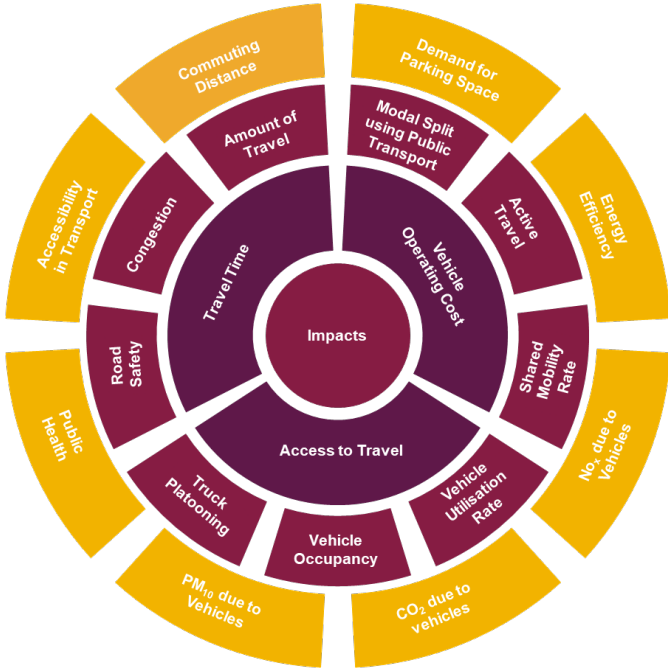 Commuting
Distance
Demand for
Parking Space
Amount of
Travel
Modal Split
using Public
Transport
Accessibility
in Transport
Congestion
Active
Travel
Energy
Efficiency
Travel Time
Vehicle
Operating Cost
Impacts
Road
Safety
Shared
Mobility
Rate
Public
Health
Access to Travel
Noₓ due to
Vehicles
Truck
Platooning
Vehicle
Occupancy
Vehicle
Utilisation
Rate
PM₁₀ due to
Vehicles
CO₂ due to
vehicles